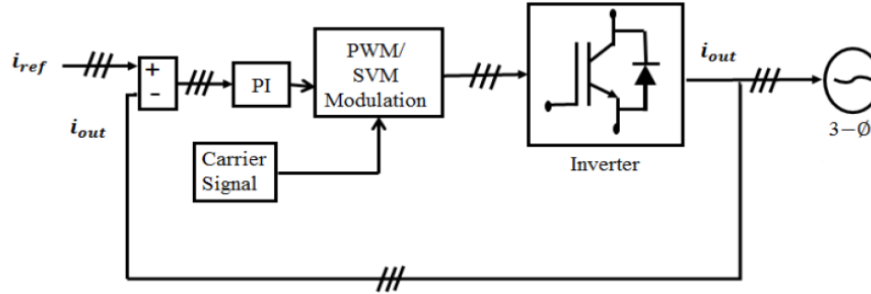 i_ref
+
-
i_out
PI
PWM/
SVM
Modulation
Carrier
Signal
Inverter
i_out
3-Ø